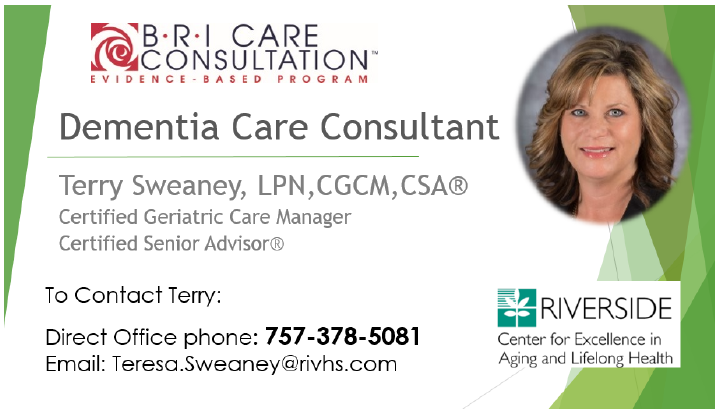 B·R·I CARE
CONSULTATION™
EVIDENCE-BASED PROGRAM
Dementia Care Consultant
Terry Sweaney, LPN,CGCM,CSA®
Certified Geriatric Care Manager
Certified Senior Advisor®
To Contact Terry:
Direct Office phone: 757-378-5081
Email: Teresa.Sweaney@rivhs.com
RIVERSIDE
Center for Excellence in
Aging and Lifelong Health